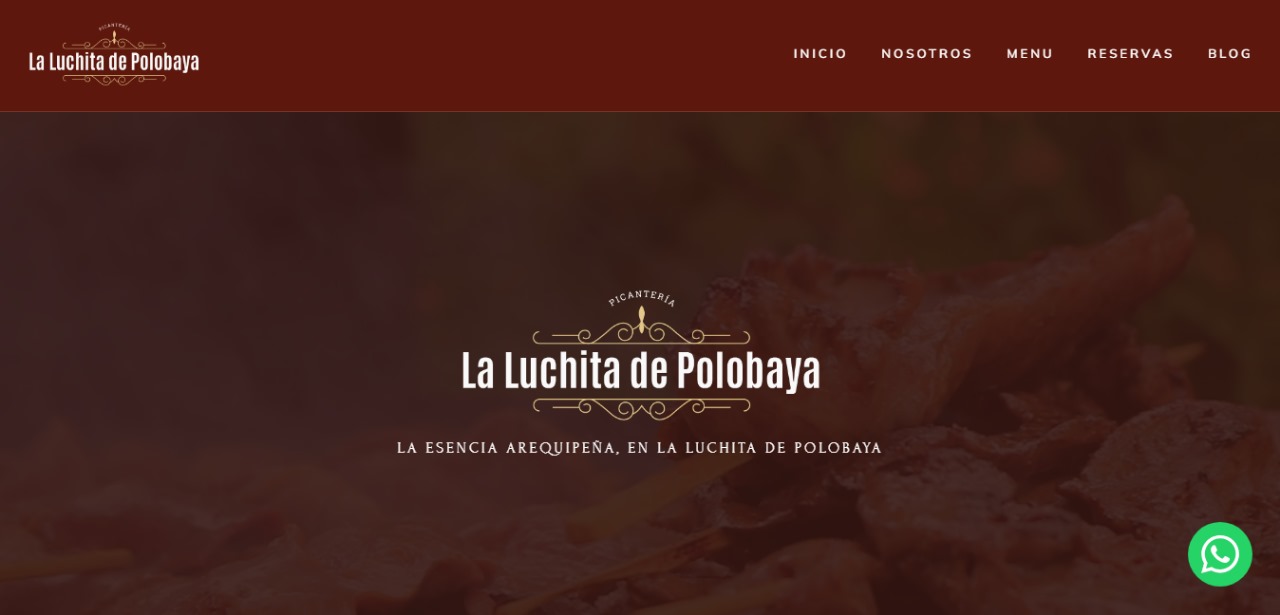 PICANTERÍA
La Luchita de Polobaya
INICIO NOSOTROS MENU RESERVAS BLOG
PICANTERÍA
La Luchita de Polobaya
LA ESENCIA AREQUIPEÑA, EN LA LUCHITA DE POLOBAYA